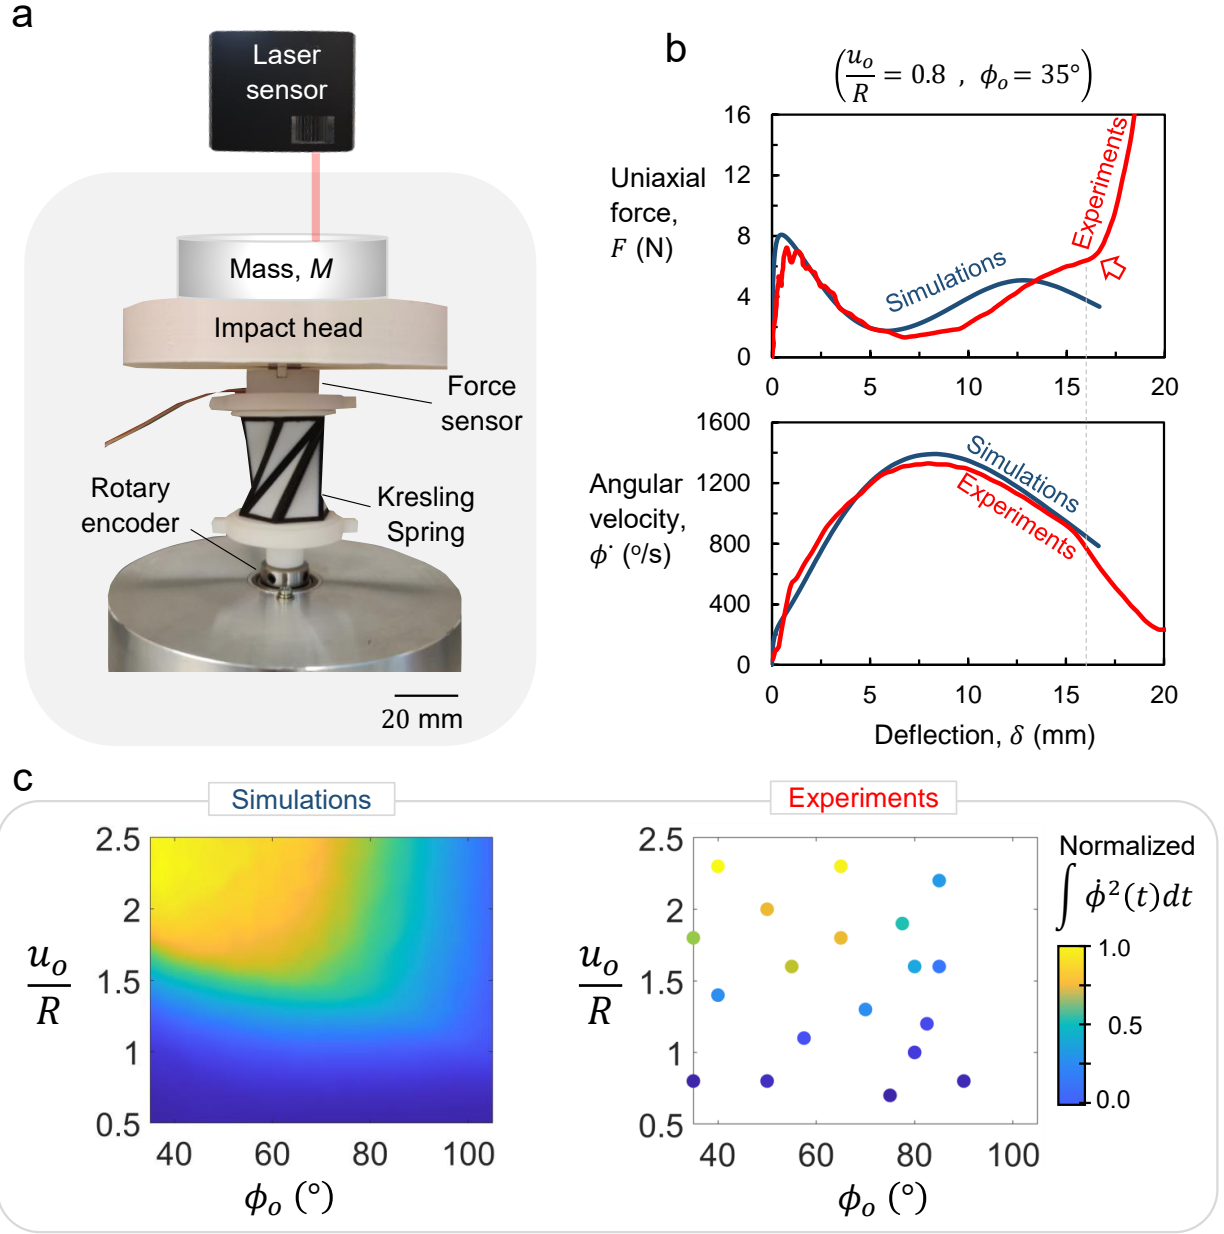 a
Laser
sensor
Mass, M
Impact head
Force
sensor
Rotary
encoder
Kresling
Spring
20 mm
b
(u_o/R = 0.8 , ϕ_o = 35°)
Uniaxial
force,
F (N)
16
12
8
4
0
Simulations
Experiments
0 5 10 15 20
Angular
velocity,
ϕ˙ (°/s)
1600
1200
800
400
0
Simulations
Experiments
0 5 10 15 20
Deflection, δ (mm)
c
Simulations
u_o/R
2.5
2
1.5
1
0.5
40 60 80 100
ϕ_o (°)
Experiments
u_o/R
2.5
2
1.5
1
0.5
40 60 80 100
ϕ_o (°)
Normalized
∫ ϕ̇²(t)dt
1.0
0.5
0.0